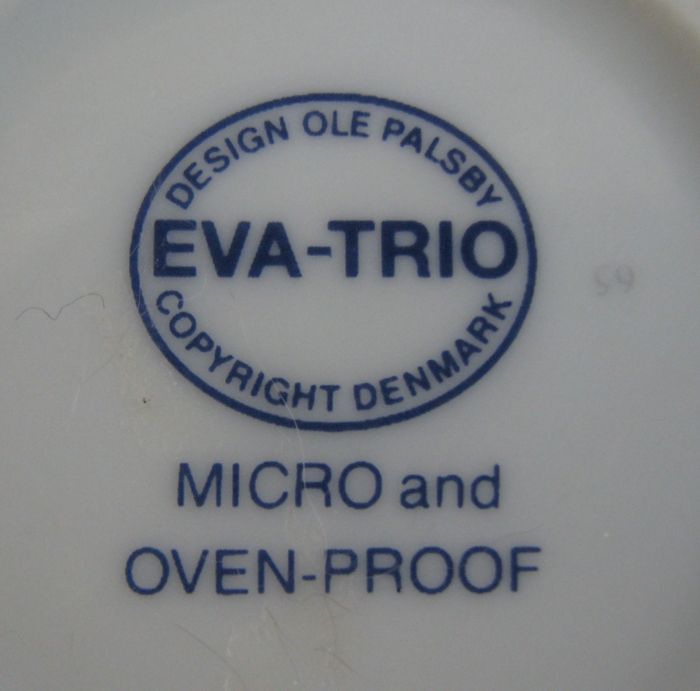 DESIGN OLE PALSBY
EVA-TRIO
COPYRIGHT DENMARK
MICRO and
OVEN-PROOF